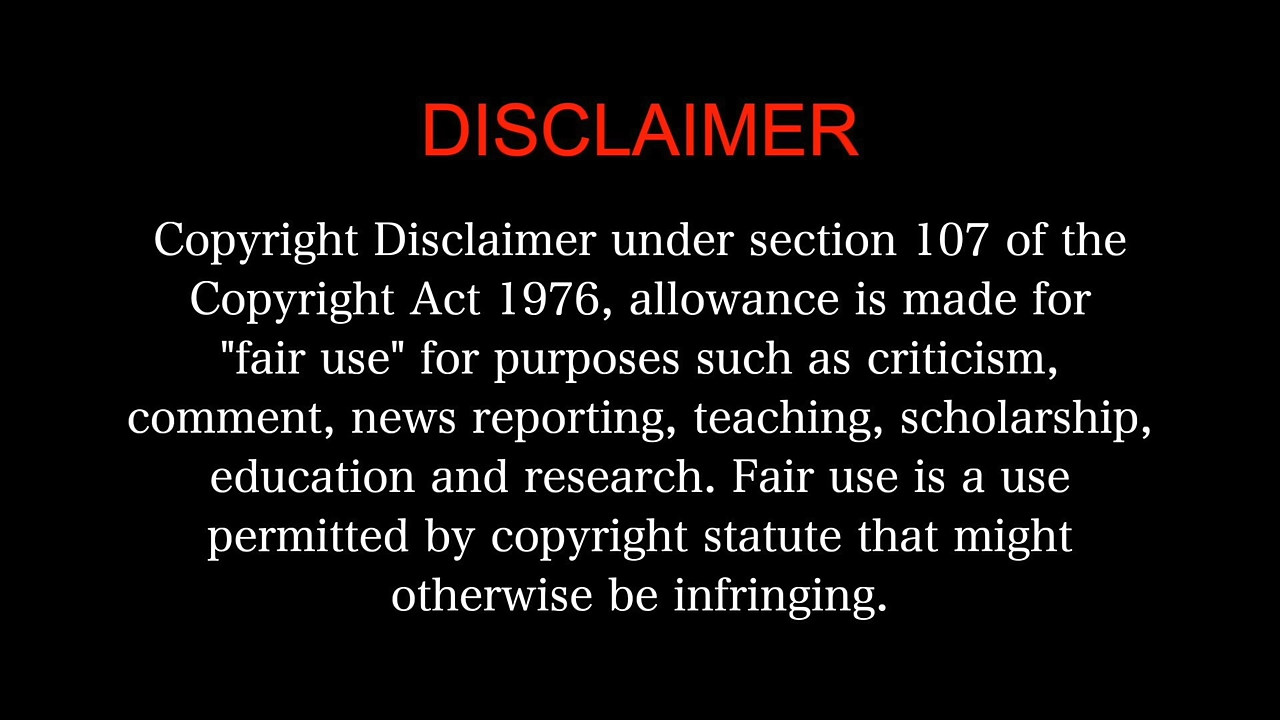 DISCLAIMER
Copyright Disclaimer under section 107 of the
Copyright Act 1976, allowance is made for
"fair use" for purposes such as criticism,
comment, news reporting, teaching, scholarship,
education and research. Fair use is a use
permitted by copyright statute that might
otherwise be infringing.